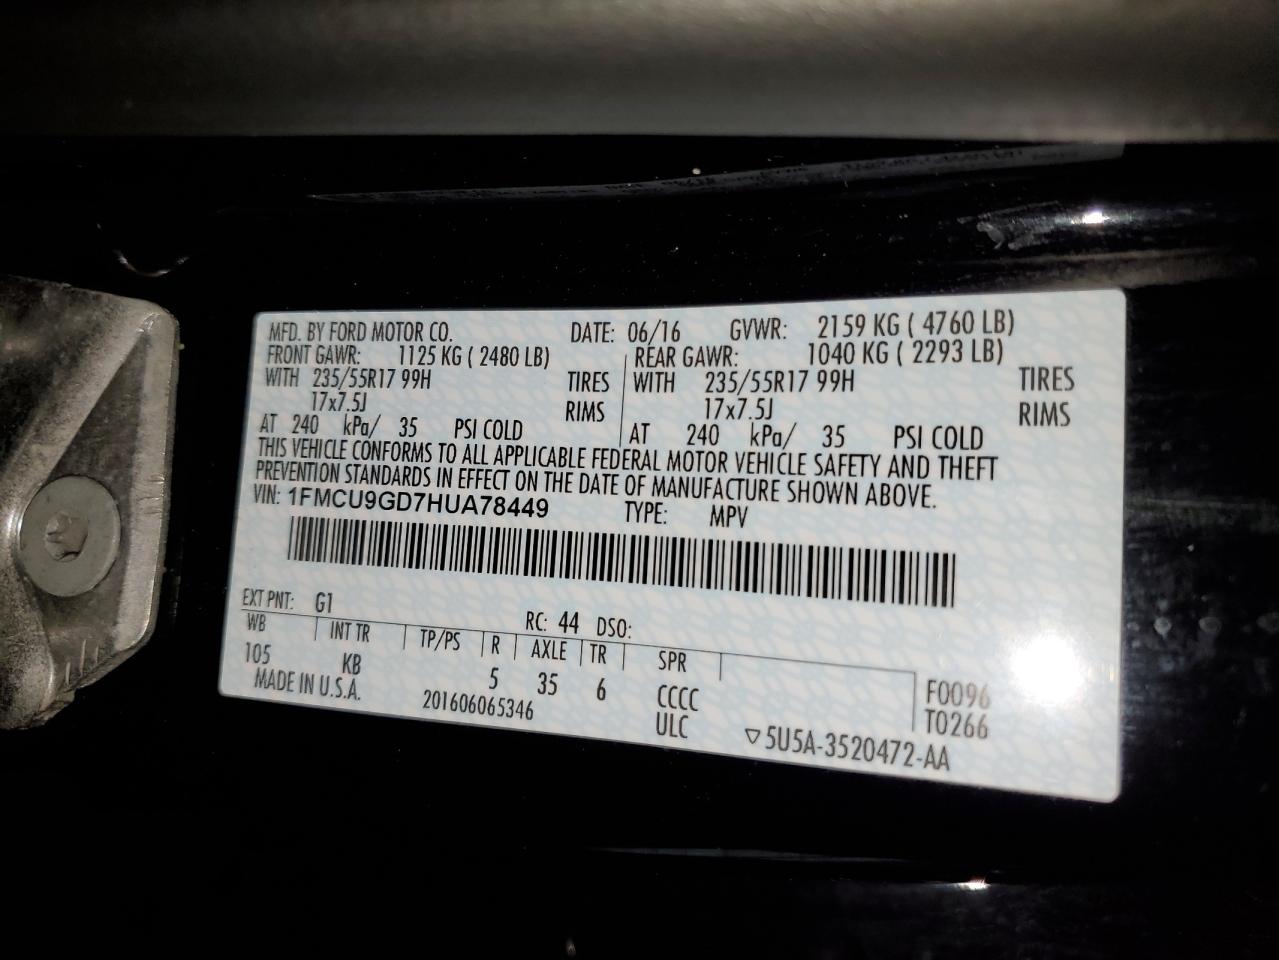 MFD. BY FORD MOTOR CO. DATE: 06/16 GVWR: 2159 KG ( 4760 LB)
FRONT GAWR: 1125 KG ( 2480 LB) REAR GAWR: 1040 KG ( 2293 LB)
WITH 235/55R17 99H TIRES WITH 235/55R17 99H TIRES
17x7.5J RIMS 17x7.5J RIMS
AT 240 kPa/ 35 PSI COLD AT 240 kPa/ 35 PSI COLD
THIS VEHICLE CONFORMS TO ALL APPLICABLE FEDERAL MOTOR VEHICLE SAFETY AND THEFT
PREVENTION STANDARDS IN EFFECT ON THE DATE OF MANUFACTURE SHOWN ABOVE.
VIN: 1FMCU9GD7HUA78449 TYPE: MPV
EXT PNT: G1 RC: 44 DSO:
WB INT TR TP/PS R AXLE TR SPR
105 KB 5 35 6 CCCC F0096
MADE IN U.S.A. 201606065346 ULC T0266
▽5U5A-3520472-AA